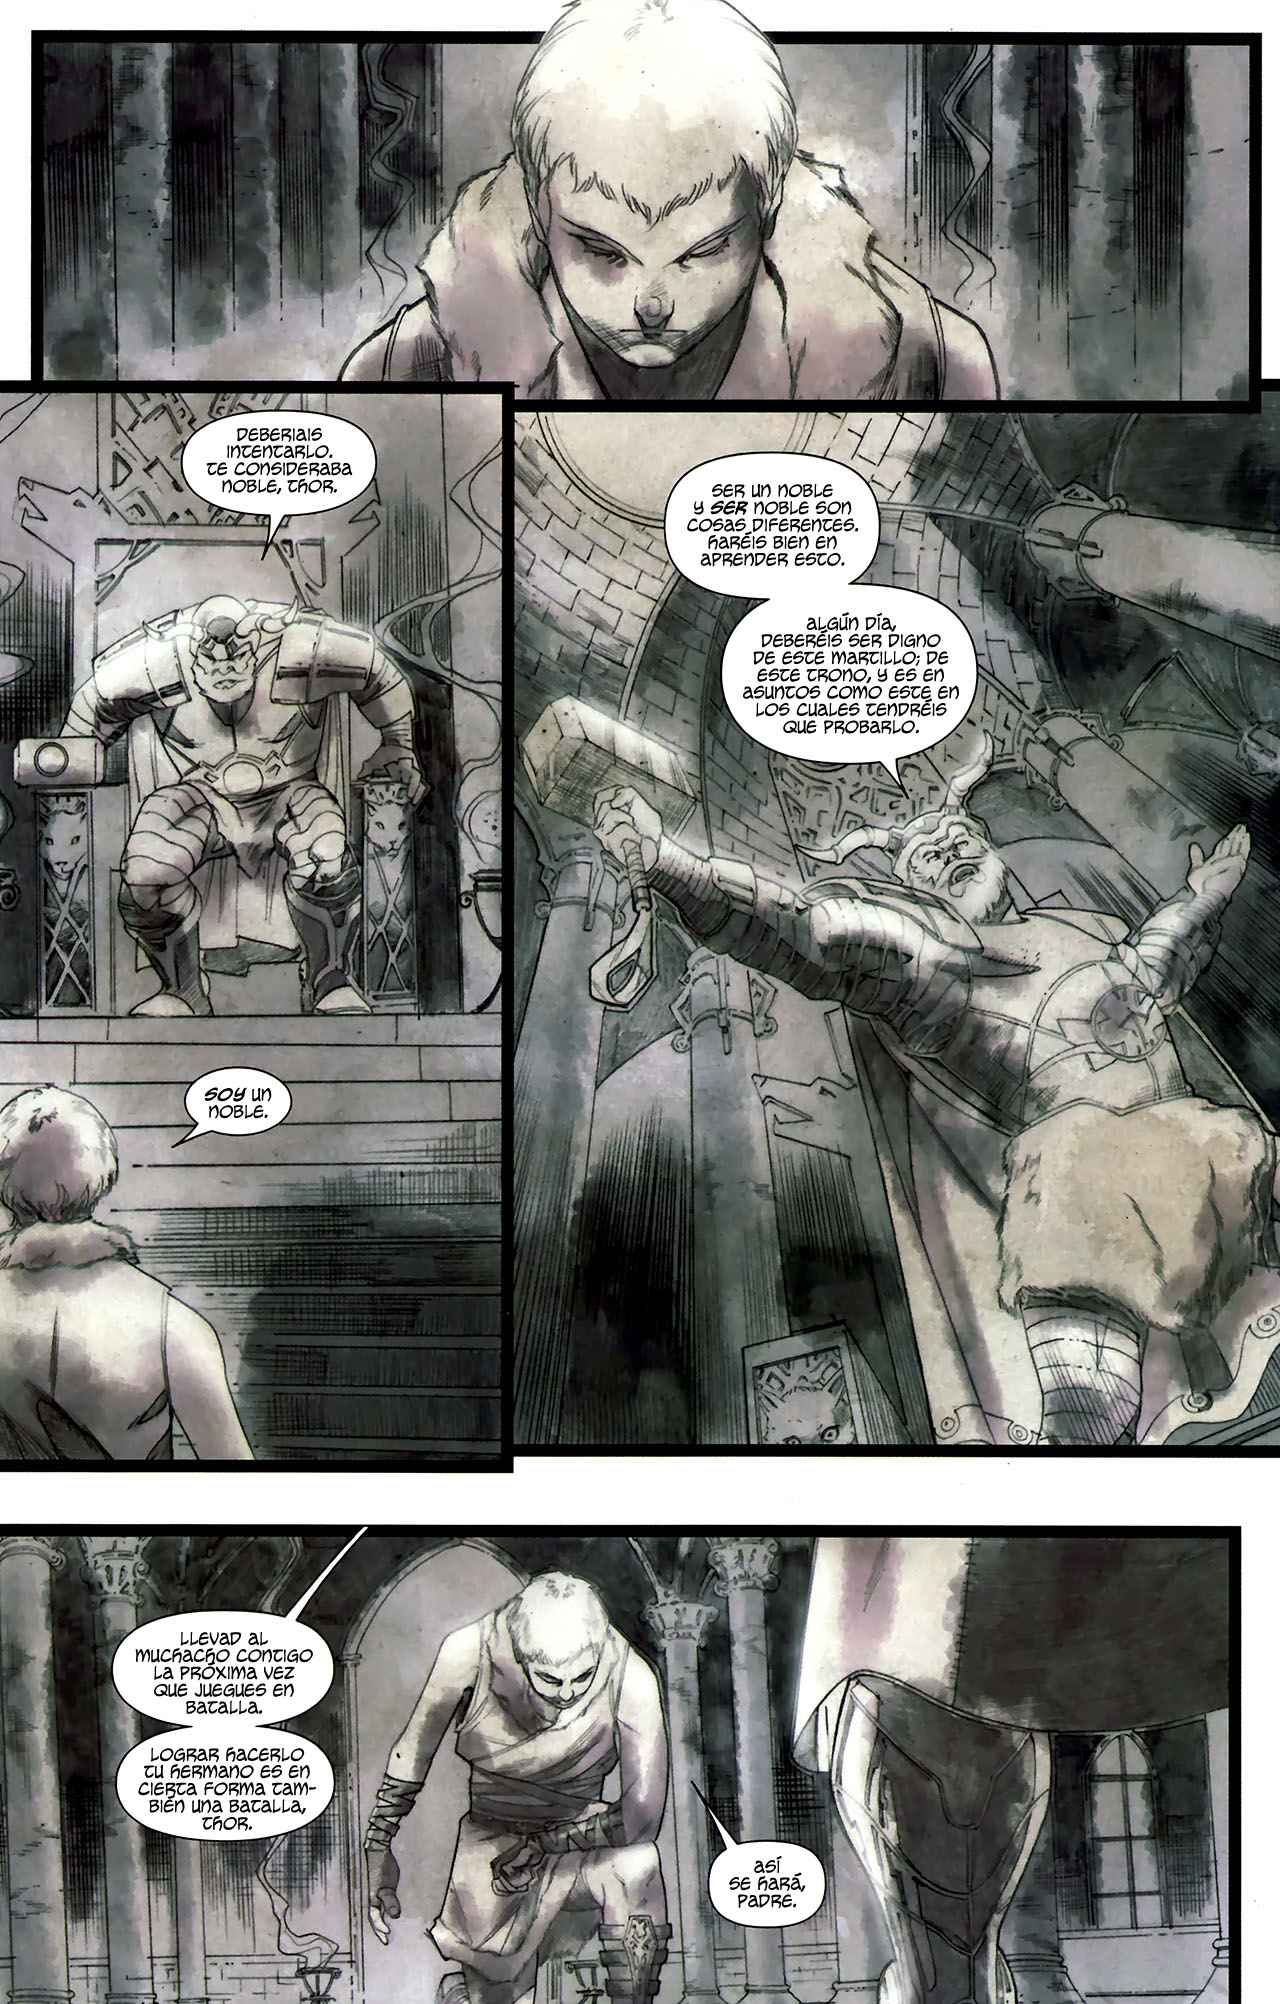 DEBERIAIS
INTENTARLO.
TE CONSIDERABA
NOBLE, THOR.
SOY UN
NOBLE.
SER UN NOBLE
Y SER NOBLE SON
COSAS DIFERENTES.
HARÉIS BIEN EN
APRENDER ESTO.
ALGÚN DÍA,
DEBERÉIS SER DIGNO
DE ESTE MARTILLO; DE
ESTE TRONO, Y ES EN
ASUNTOS COMO ESTE EN
LOS CUALES TENDRÉIS
QUE PROBARLO.
LLEVAD AL
MUCHACHO CONTIGO
LA PRÓXIMA VEZ
QUE JUEGUES EN
BATALLA.
LOGRAR HACERLO
TU HERMANO ES EN
CIERTA FORMA TAM-
BIÉN UNA BATALLA,
THOR.
ASÍ
SE HARÁ,
PADRE.